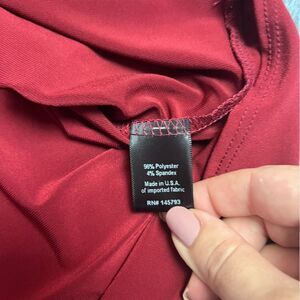 96% Polyester
4% Spandex
Made in U.S.A.
of imported fabric
RN# 145793